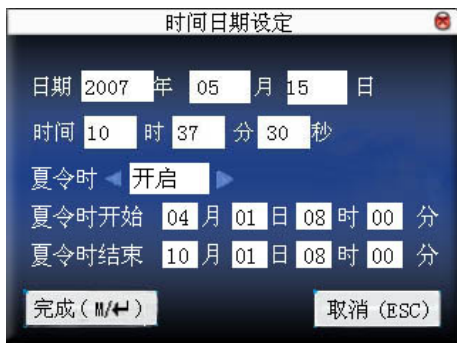 时间日期设定
日期 2007 年 05 月 15 日
时间 10 时 37 分 30 秒
夏令时 开启
夏令时开始 04 月 01 日 08 时 00 分
夏令时结束 10 月 01 日 08 时 00 分
完成(M/↵) 取消(ESC)